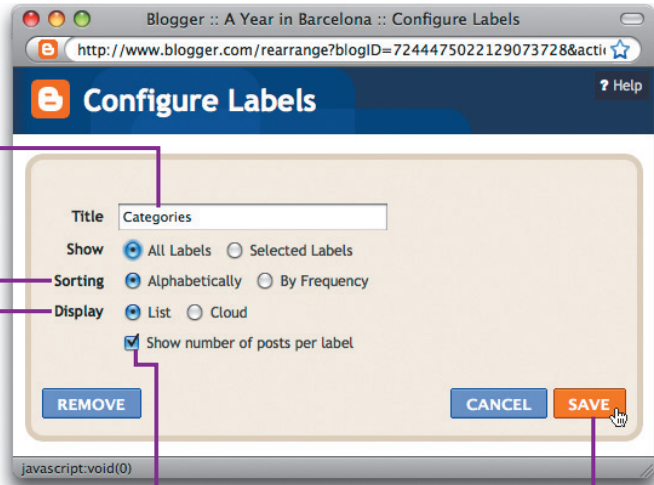 Blogger :: A Year in Barcelona :: Configure Labels
http://www.blogger.com/rearrange?blogID=7244475022129073728&actio
Configure Labels
? Help
Title Categories
Show All Labels Selected Labels
Sorting Alphabetically By Frequency
Display List Cloud
Show number of posts per label
REMOVE CANCEL SAVE
javascript:void(0)